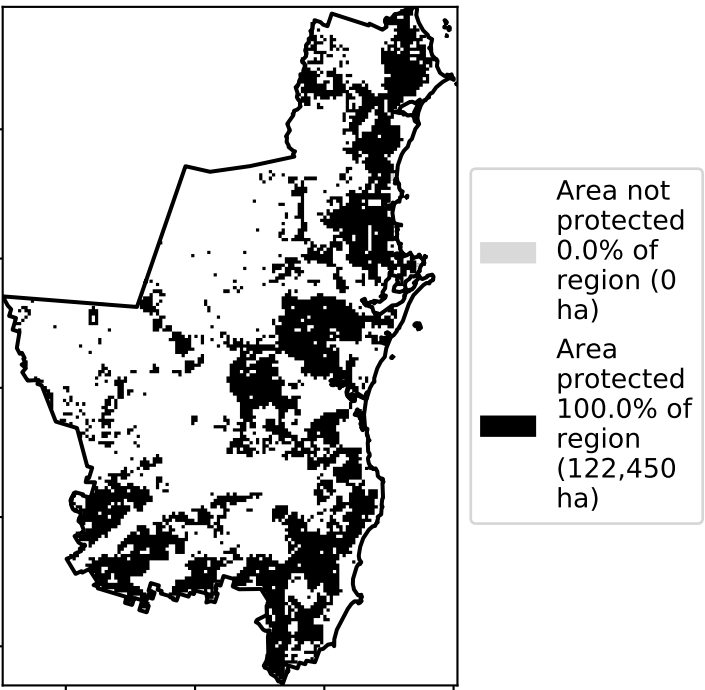 Area not
protected
0.0% of
region (0
ha)
Area
protected
100.0% of
region
(122,450
ha)